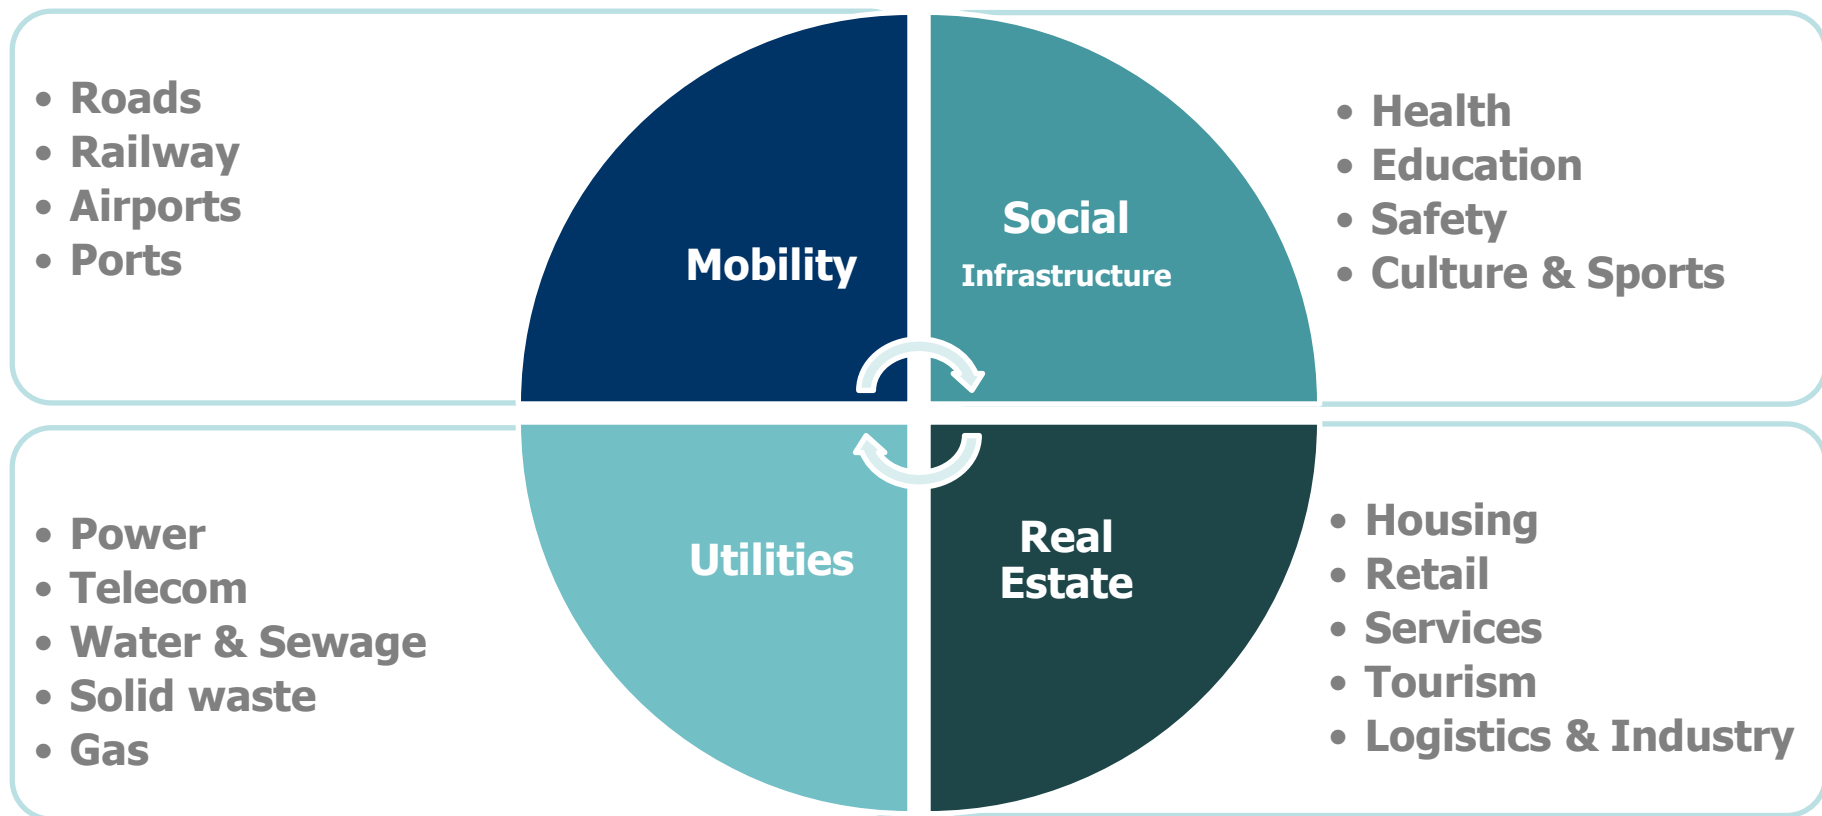 • Roads
• Railway
• Airports
• Ports
Mobility
Social
Infrastructure
• Health
• Education
• Safety
• Culture & Sports
• Power
• Telecom
• Water & Sewage
• Solid waste
• Gas
Utilities
Real
Estate
• Housing
• Retail
• Services
• Tourism
• Logistics & Industry